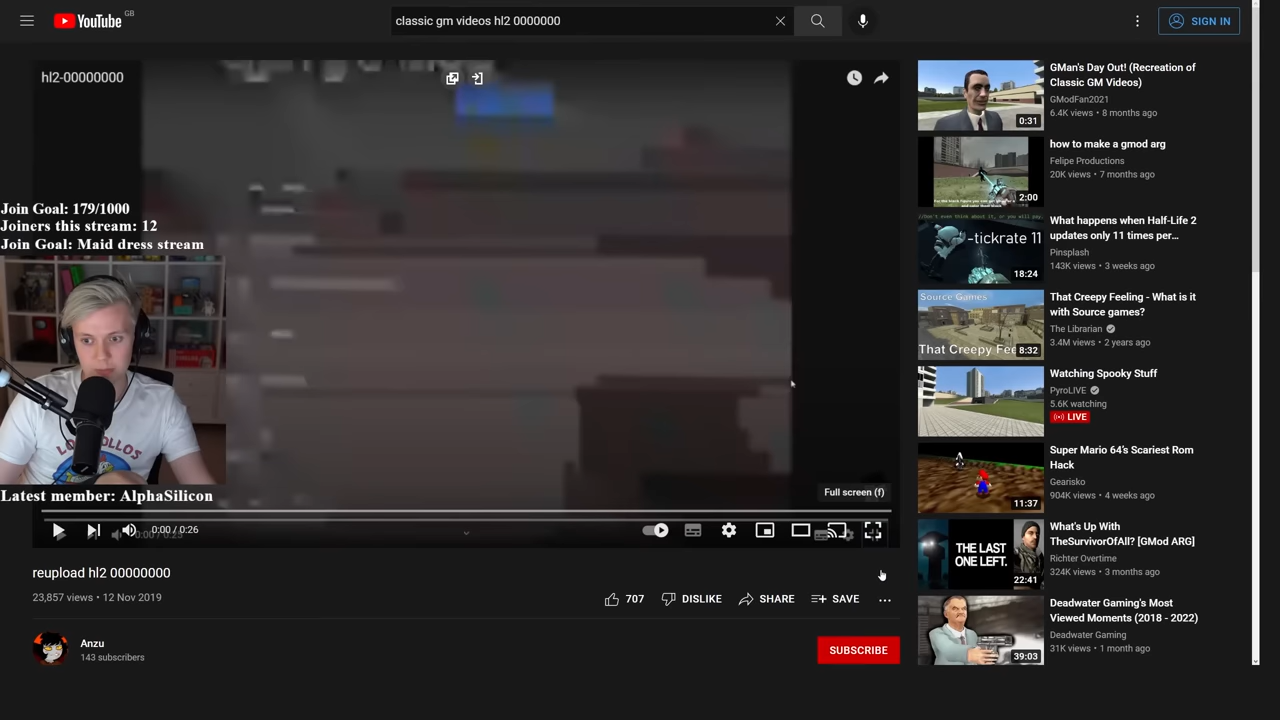 YouTube GB
classic gm videos hl2 0000000
SIGN IN
hl2-00000000
Join Goal: 179/1000
Joiners this stream: 12
Join Goal: Maid dress stream
Latest member: AlphaSilicon
Full screen (f)
0:00 / 0:26
0:00 / 0:23
reupload hl2 00000000
23,857 views • 12 Nov 2019
707
DISLIKE
SHARE
SAVE
Anzu
143 subscribers
SUBSCRIBE
GMan's Day Out! (Recreation of
Classic GM Videos)
GModFan2021
6.4K views • 8 months ago
0:31
how to make a gmod arg
Felipe Productions
20K views • 7 months ago
2:00
What happens when Half-Life 2
updates only 11 times per…
Pinsplash
143K views • 3 weeks ago
-tickrate 11
18:24
That Creepy Feeling - What is it
with Source games?
The Librarian
3.4M views • 2 years ago
Source Games
That Creepy Fee
8:32
Watching Spooky Stuff
PyroLIVE
5.6K watching
LIVE
Super Mario 64's Scariest Rom
Hack
Gearisko
904K views • 4 weeks ago
11:37
What's Up With
TheSurvivorOfAll? [GMod ARG]
Richter Overtime
324K views • 3 months ago
THE LAST
ONE LEFT.
22:41
Deadwater Gaming's Most
Viewed Moments (2018 - 2022)
Deadwater Gaming
31K views • 1 month ago
39:03